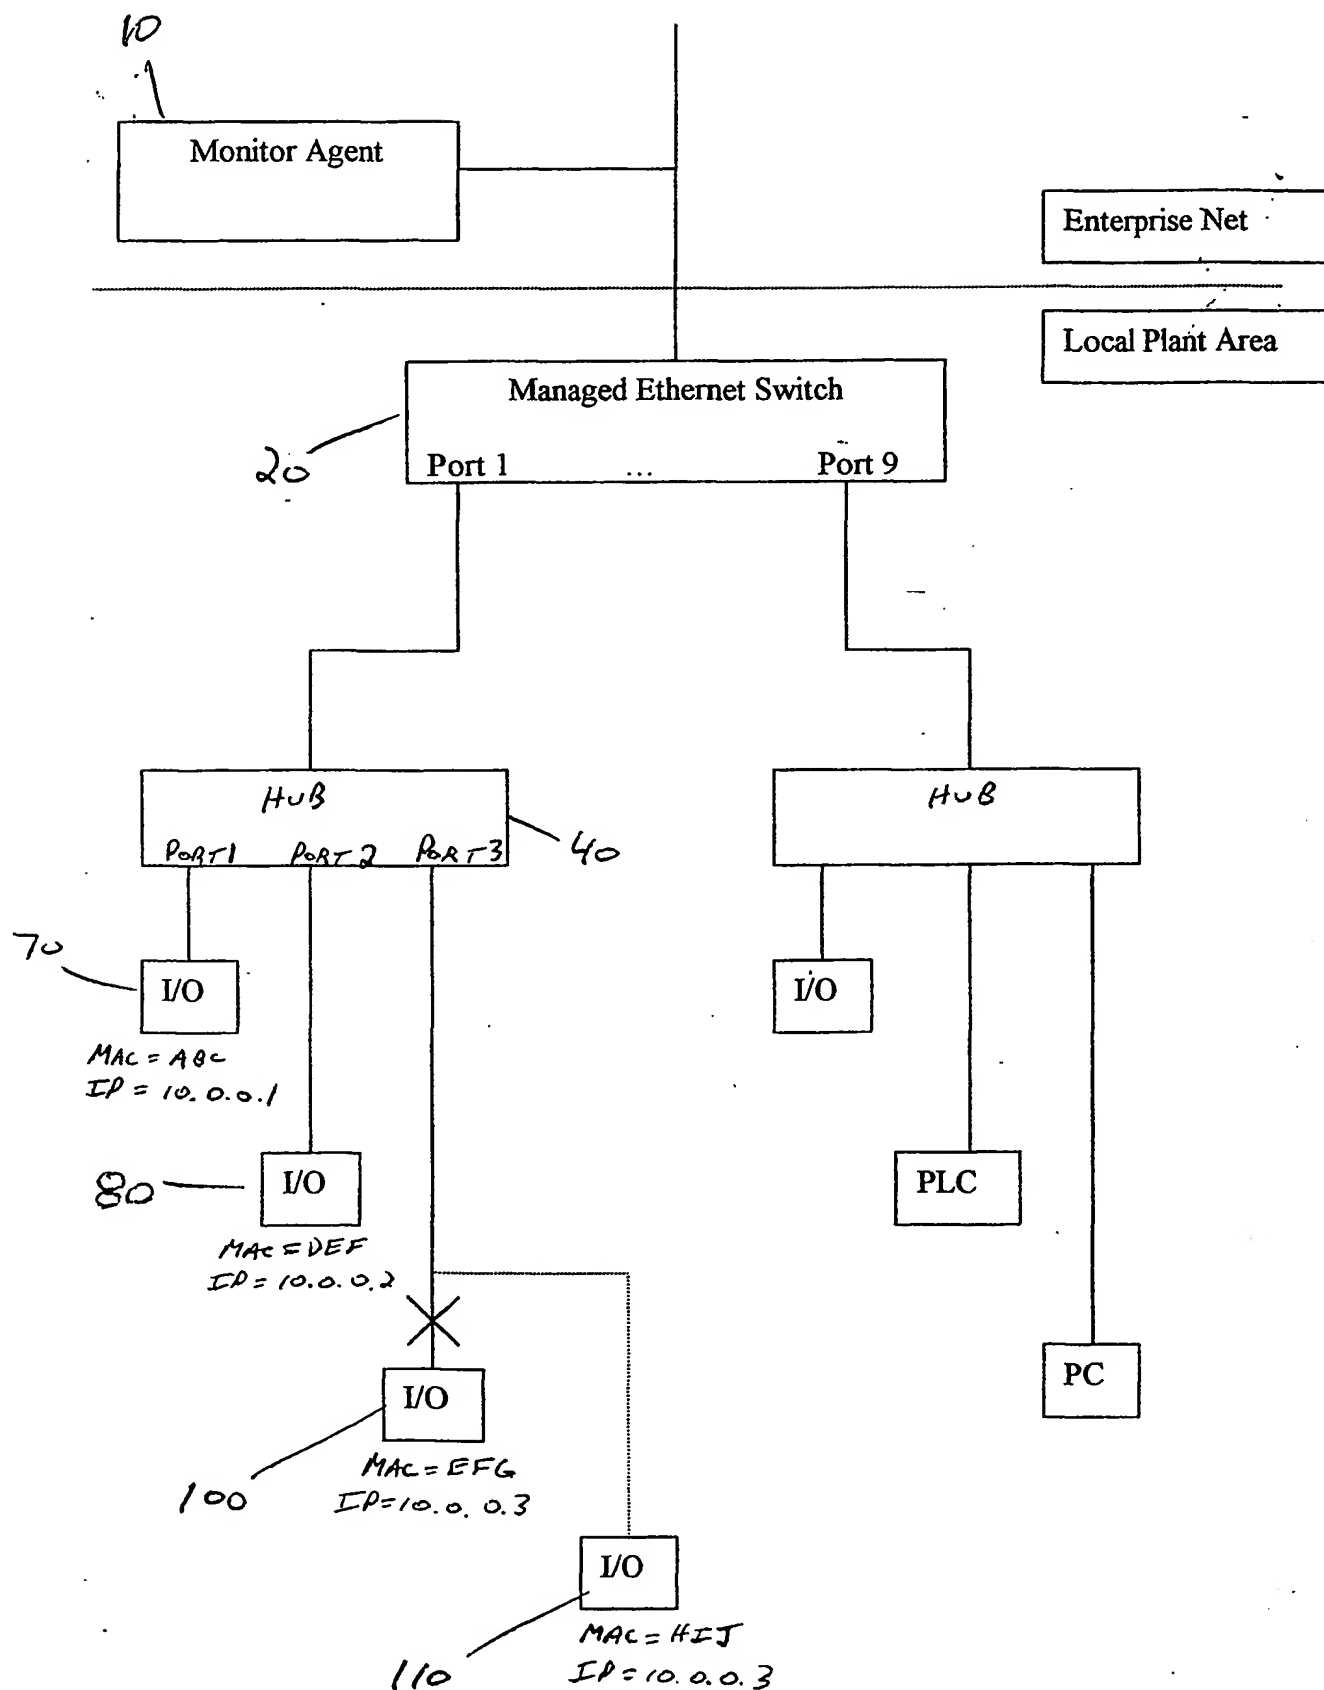 10
Monitor Agent
Enterprise Net
Local Plant Area
Managed Ethernet Switch
20
Port 1 ... Port 9
HUB
HUB
PORT1 PORT 2 PORT3
40
70
I/O
I/O
MAC = ABC
IP = 10.0.0.1
80
I/O
PLC
MAC = DEF
IP = 10.0.0.2
I/O
PC
100
MAC = EFG
IP=10.0.0.3
I/O
110
MAC = HIJ
IP = 10.0.0.3